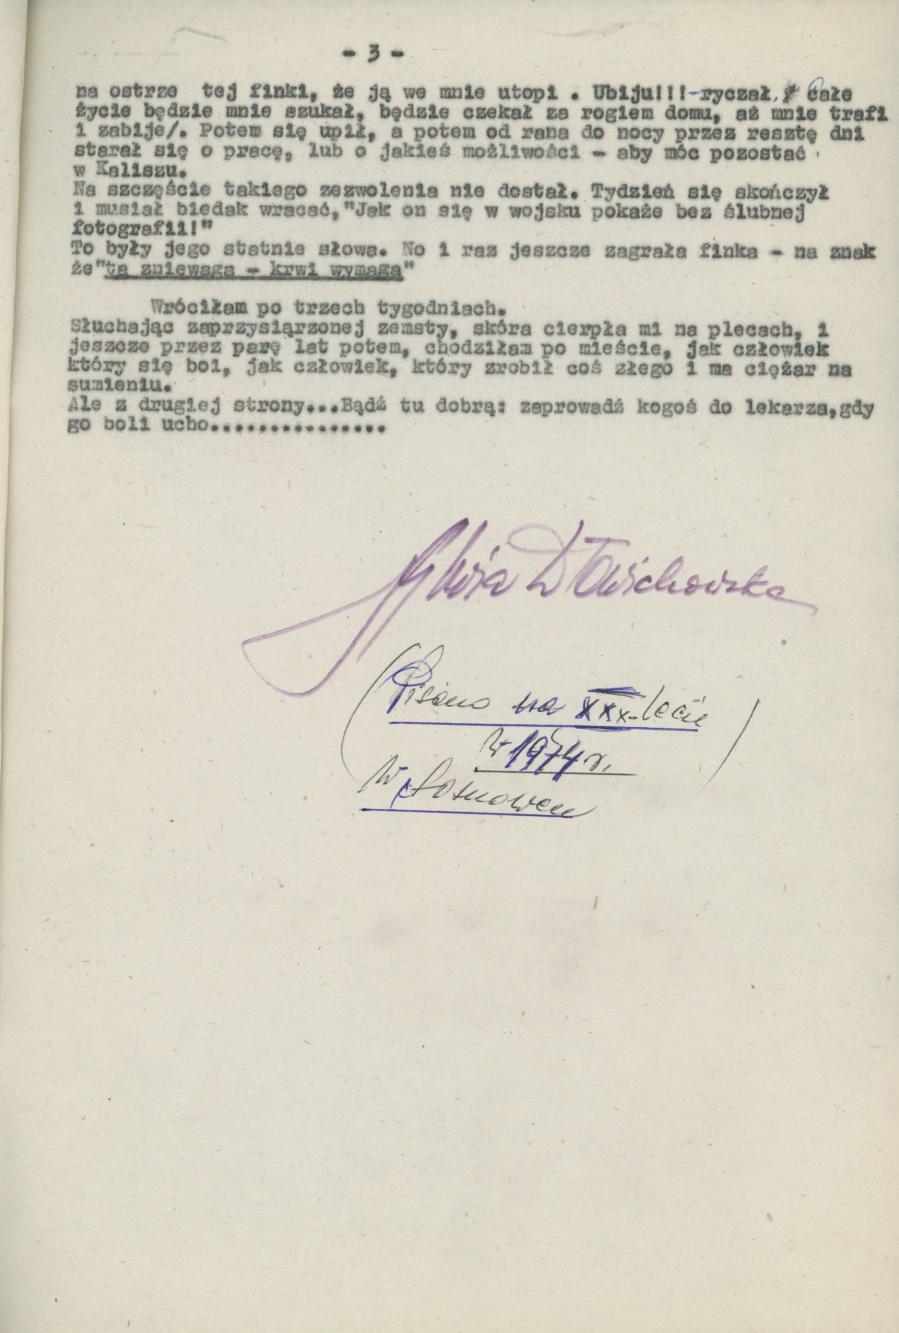 - 3 -
na ostrze tej finki, że ją we mnie utopi . Ubiju!!!-ryczał, Całe
życie będzie mnie szukał, będzie czekał za rogiem domu, aż mnie trafi
i zabije/. Potem się upił, a potem od rana do nocy przez resztę dni
starał się o pracę, lub o jakieś możliwości - aby móc pozostać
w Kaliszu.
Na szczęście takiego zezwolenia nie dostał. Tydzień się skończył
i musiał biedak wracać,"Jak on się w wojsku pokaże bez ślubnej
fotografii!"
To były jego statnie słowa. No i raz jeszcze zagrała finka - na znak
że"ta zniewaga - krwi wymaga"
Wróciłam po trzech tygodniach.
Słuchając zaprzysiąrzonej zemsty, skóra cierpła mi na plecach, i
jeszcze przez parę lat potem, chodziłam po mieście, jak człowiek
który się boi, jak człowiek, który zrobił coś złego i ma ciężar na
sumieniu.
Ale z drugiej strony...Bądź tu dobrą: zaprowadź kogoś do lekarza,gdy
go boli ucho...............
Sylwia
(Pisano na XXX-lecie
w 1974 r. )
w Sosnowcu